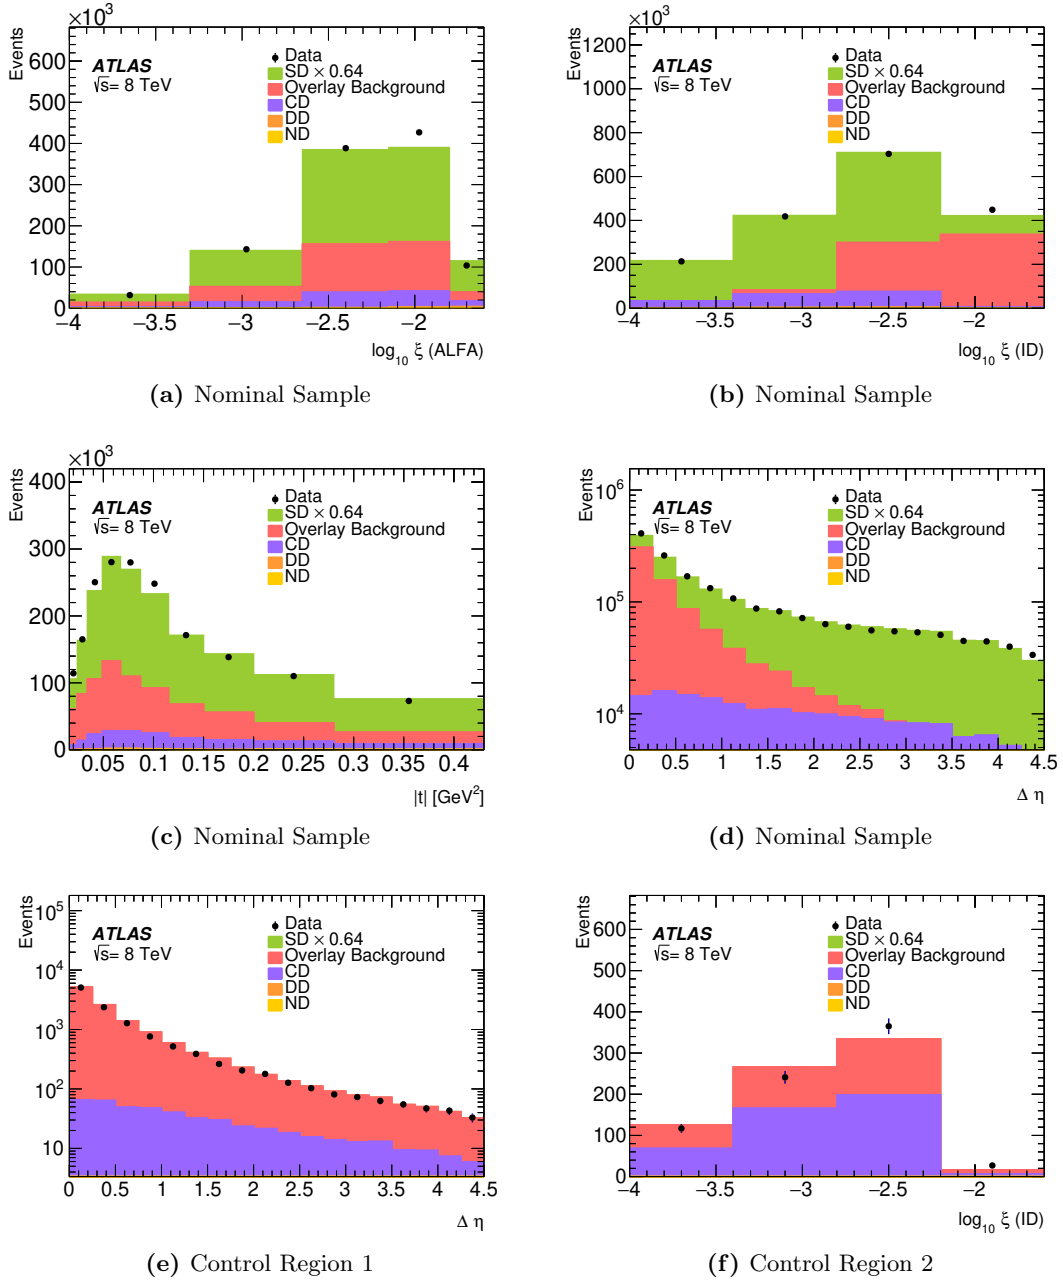 ×10³
Events
600
500
400
300
200
100
0
ATLAS
√s= 8 TeV
Data
SD × 0.64
Overlay Background
CD
DD
ND
−4 −3.5 −3 −2.5 −2
log₁₀ ξ (ALFA)
(a) Nominal Sample
×10³
Events
1200
1000
800
600
400
200
0
ATLAS
√s= 8 TeV
Data
SD × 0.64
Overlay Background
CD
DD
ND
−4 −3.5 −3 −2.5 −2
log₁₀ ξ (ID)
(b) Nominal Sample
×10³
Events
400
300
200
100
0
ATLAS
√s= 8 TeV
Data
SD × 0.64
Overlay Background
CD
DD
ND
0.05 0.1 0.15 0.2 0.25 0.3 0.35 0.4
|t| [GeV²]
(c) Nominal Sample
Events
10⁶
10⁵
10⁴
ATLAS
√s= 8 TeV
Data
SD × 0.64
Overlay Background
CD
DD
ND
0 0.5 1 1.5 2 2.5 3 3.5 4 4.5
Δ η
(d) Nominal Sample
Events
10⁵
10⁴
10³
10²
10
ATLAS
√s= 8 TeV
Data
SD × 0.64
Overlay Background
CD
DD
ND
0 0.5 1 1.5 2 2.5 3 3.5 4 4.5
Δ η
(e) Control Region 1
Events
600
500
400
300
200
100
0
ATLAS
√s= 8 TeV
Data
SD × 0.64
Overlay Background
CD
DD
ND
−4 −3.5 −3 −2.5 −2
log₁₀ ξ (ID)
(f) Control Region 2